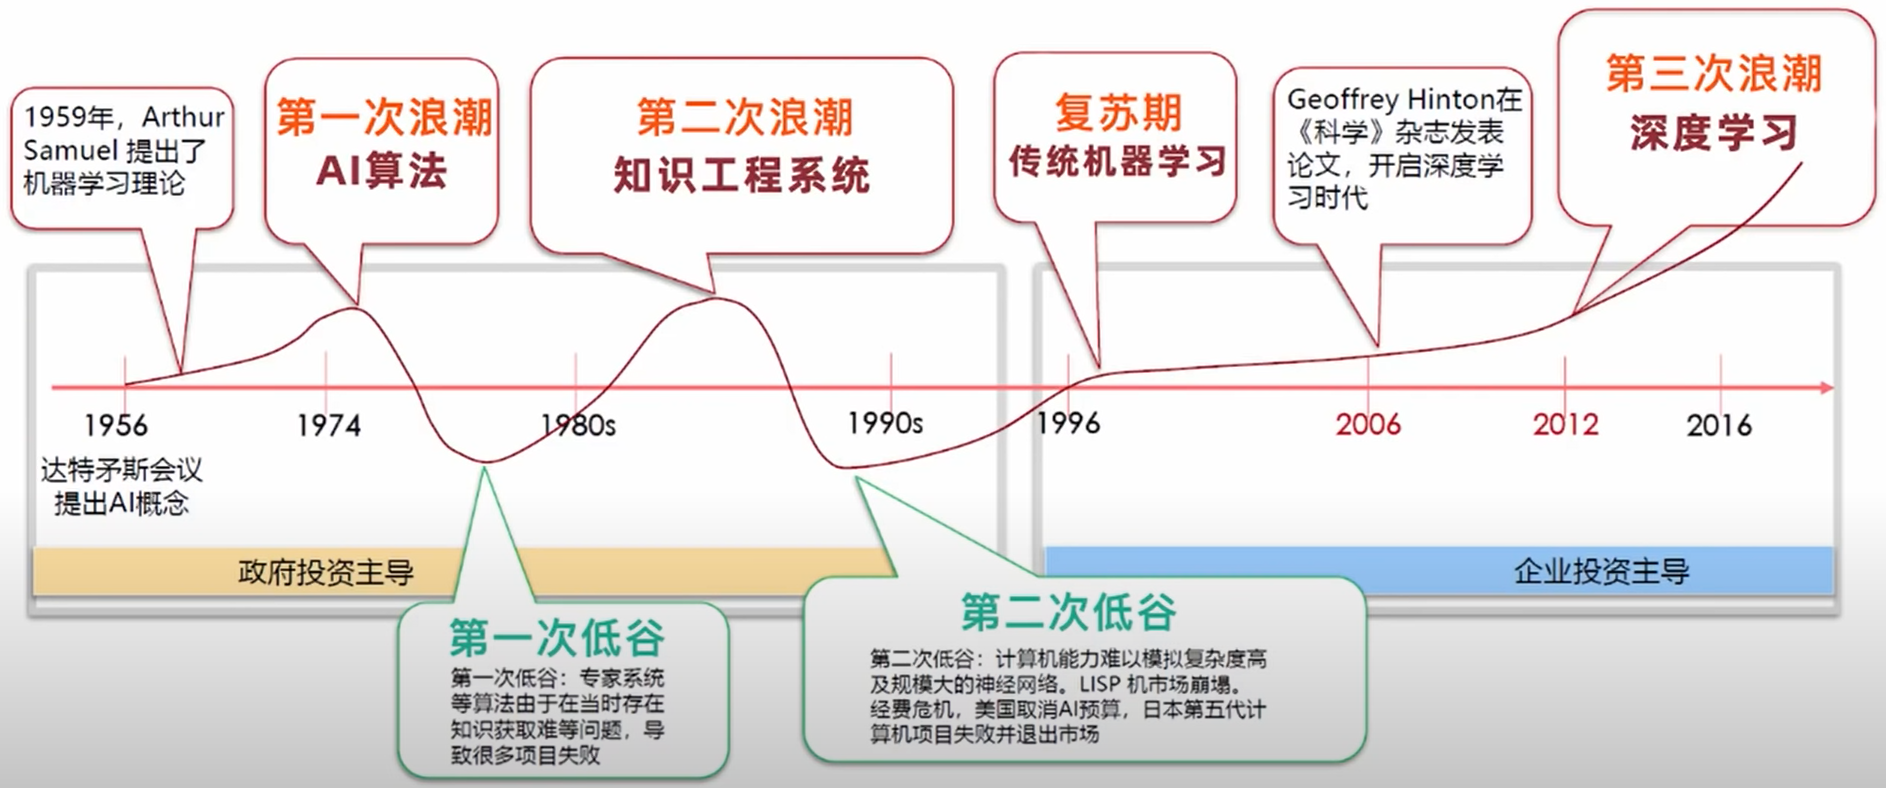 1959年，Arthur
Samuel 提出了
机器学习理论
第一次浪潮
AI算法
第二次浪潮
知识工程系统
复苏期
传统机器学习
Geoffrey Hinton在
《科学》杂志发表
论文，开启深度学
习时代
第三次浪潮
深度学习
1956
1974
1980s
1990s
1996
2006
2012
2016
达特矛斯会议
提出AI概念
政府投资主导
企业投资主导
第一次低谷
第一次低谷：专家系统
等算法由于在当时存在
知识获取难等问题，导
致很多项目失败
第二次低谷
第二次低谷：计算机能力难以模拟复杂度高
及规模大的神经网络。LISP 机市场崩塌。
经费危机，美国取消AI预算，日本第五代计
算机项目失败并退出市场